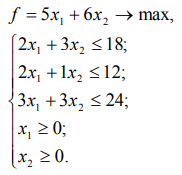 f = 5x₁ + 6x₂ → max,
2x₁ + 3x₂ ≤ 18;
2x₁ + 1x₂ ≤ 12;
3x₁ + 3x₂ ≤ 24;
x₁ ≥ 0;
x₂ ≥ 0.